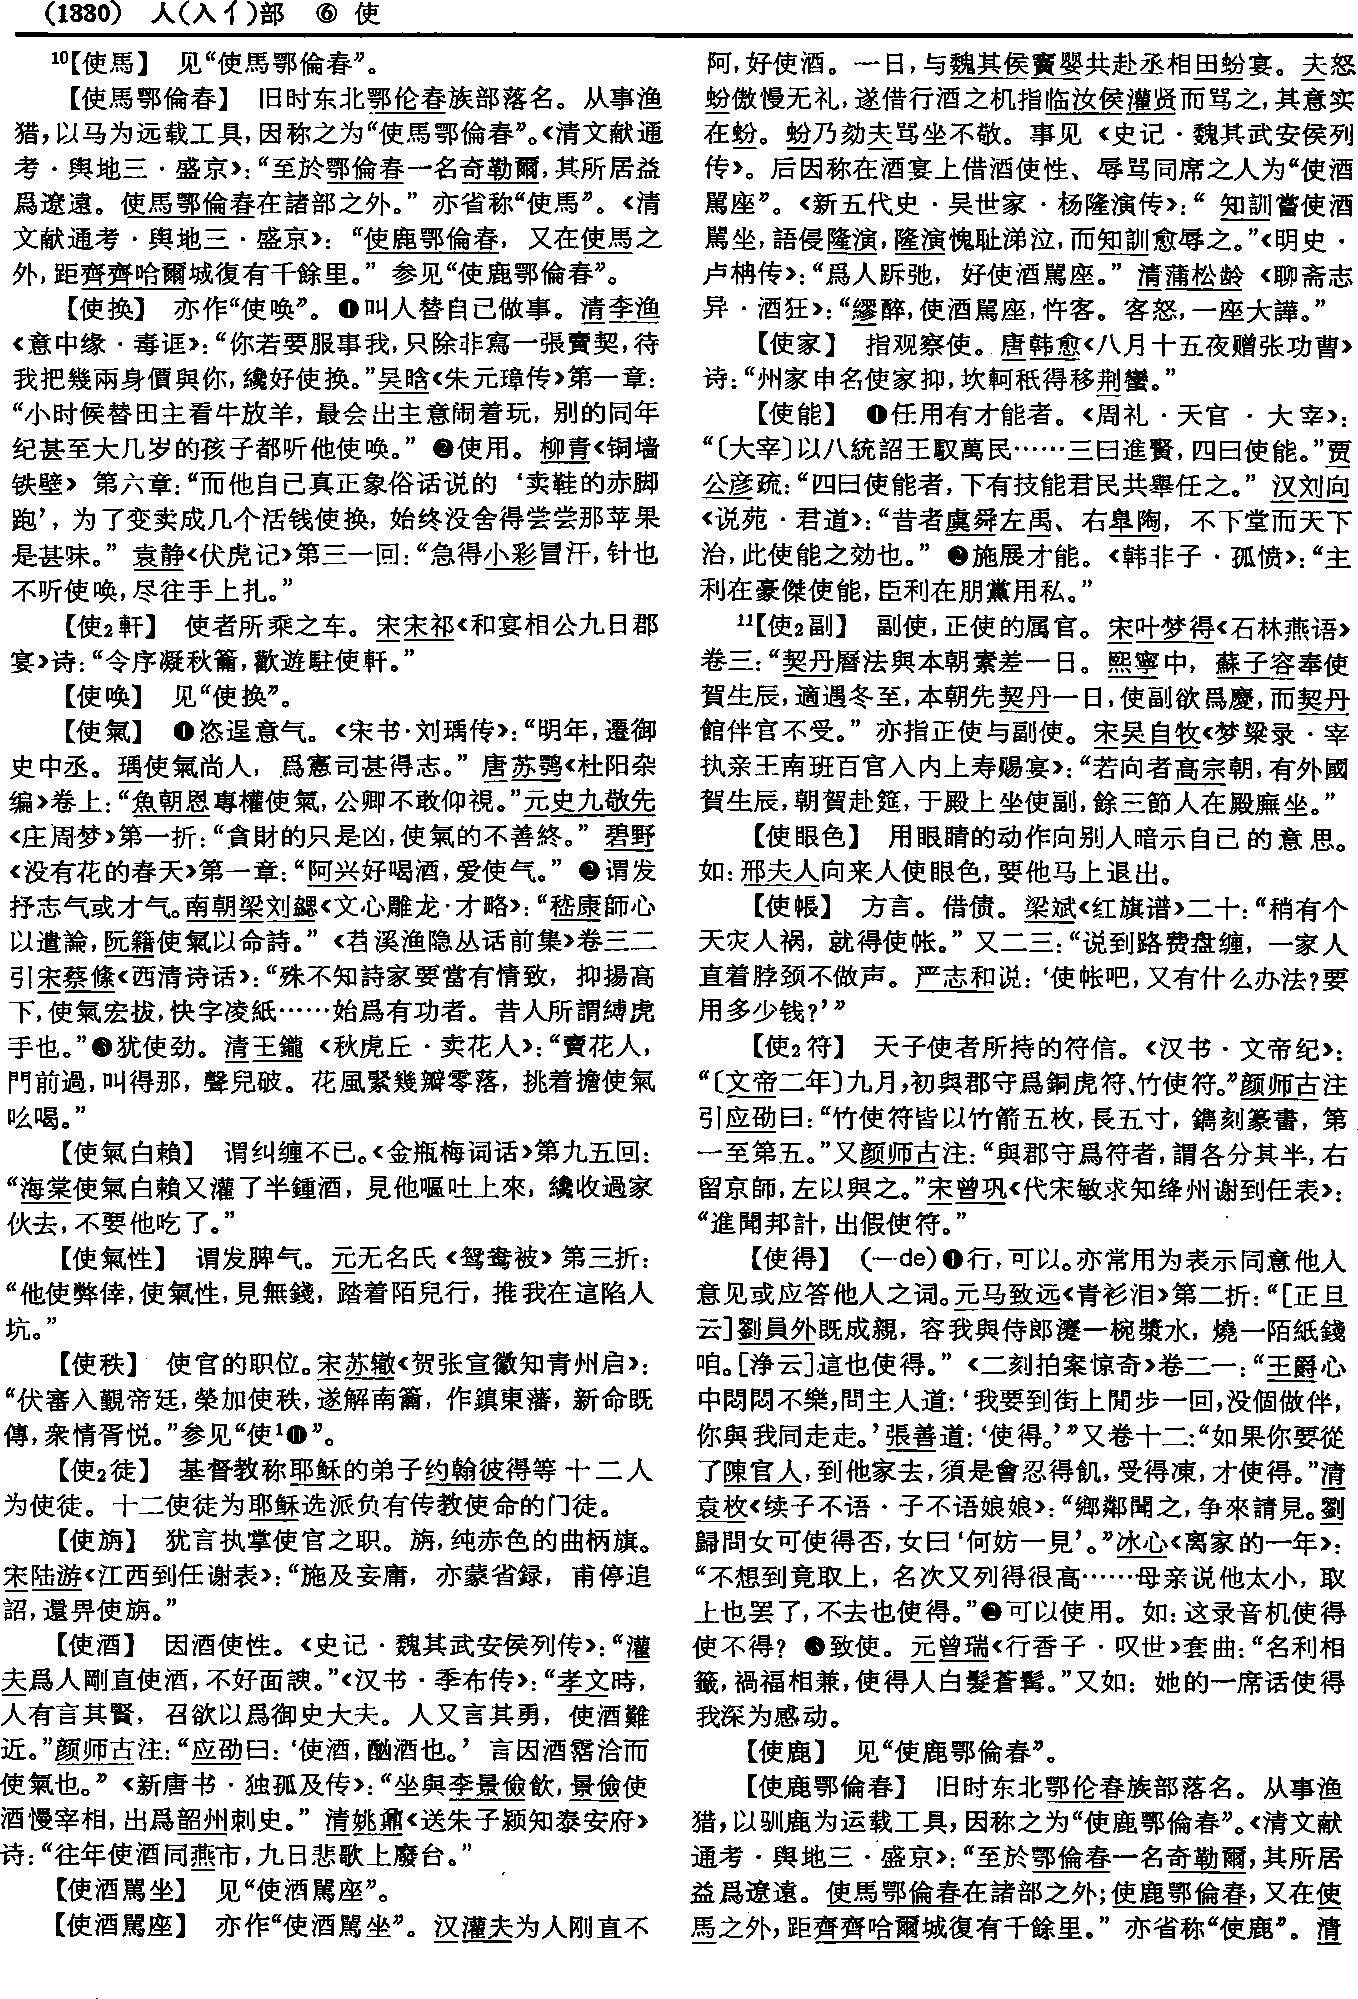 (1330) 人(入亻)部 ⑥ 使
¹⁰【使馬】 见“使馬鄂倫春”。
【使馬鄂倫春】 旧时东北鄂伦春族部落名。从事渔
猎，以马为远载工具，因称之为“使馬鄂倫春”。《清文献通
考·舆地三·盛京》：“至於鄂倫春一名奇勒爾，其所居益
爲遼遠。使馬鄂倫春在諸部之外。”亦省称“使馬”。《清
文献通考·舆地三·盛京》：“使鹿鄂倫春，又在使馬之
外，距齊齊哈爾城復有千餘里。”参见“使鹿鄂倫春”。
【使换】 亦作“使唤”。❶叫人替自己做事。清李渔
《意中缘·毒诓》：“你若要服事我，只除非寫一張賣契，待
我把幾兩身價與你，纔好使换。”吴晗《朱元璋传》第一章：
“小时候替田主看牛放羊，最会出主意闹着玩，别的同年
纪甚至大几岁的孩子都听他使唤。”❷使用。柳青《铜墙
铁壁》第六章：“而他自己真正象俗话说的‘卖鞋的赤脚
跑’，为了变卖成几个活钱使换，始终没舍得尝尝那苹果
是甚味。”袁静《伏虎记》第三一回：“急得小彩冒汗，针也
不听使唤，尽往手上扎。”
【使₂軒】 使者所乘之车。宋宋祁《和宴相公九日郡
宴》诗：“令序凝秋籥，歡遊駐使軒。”
【使唤】 见“使换”。
【使氣】 ❶恣逞意气。《宋书·刘瑀传》：“明年，遷御
史中丞。瑀使氣尚人，爲憲司甚得志。”唐苏鹗《杜阳杂
编》卷上：“魚朝恩專權使氣，公卿不敢仰視。”元史九敬先
《庄周梦》第一折：“貪財的只是凶，使氣的不善終。”碧野
《没有花的春天》第一章：“阿兴好喝酒，爱使气。”❷谓发
抒志气或才气。南朝梁刘勰《文心雕龙·才略》：“嵇康師心
以遣論，阮籍使氣以命詩。”《苕溪渔隐丛话前集》卷三二
引宋蔡絛《西清诗话》：“殊不知詩家要當有情致，抑揚高
下，使氣宏拔，快字凌紙……始爲有功者。昔人所謂縛虎
手也。”❸犹使劲。清王鑨《秋虎丘·卖花人》：“賣花人，
門前過，叫得那，聲兒破。花風緊幾瓣零落，挑着擔使氣
吆喝。”
【使氣白賴】 谓纠缠不已。《金瓶梅词话》第九五回：
“海棠使氣白賴又灌了半鍾酒，見他嘔吐上來，纔收過家
伙去，不要他吃了。”
【使氣性】 谓发脾气。元无名氏《鸳鸯被》第三折：
“他使弊倖，使氣性，見無錢，踏着陌兒行，推我在這陷人
坑。”
【使秩】 使官的职位。宋苏辙《贺张宣徽知青州启》：
“伏審入覲帝廷，榮加使秩，遂解南籥，作鎮東藩，新命既
傳，衆情胥悦。”参见“使¹⓫”。
【使₂徒】 基督教称耶稣的弟子约翰彼得等十二人
为使徒。十二使徒为耶稣选派负有传教使命的门徒。
【使旃】 犹言执掌使官之职。旃，纯赤色的曲柄旗。
宋陆游《江西到任谢表》：“施及妄庸，亦蒙省録，甫停追
詔，還畀使旃。”
【使酒】 因酒使性。《史记·魏其武安侯列传》：“灌
夫爲人剛直使酒，不好面諛。”《汉书·季布传》：“孝文時，
人有言其賢，召欲以爲御史大夫。人又言其勇，使酒難
近。”颜师古注：“应劭曰：‘使酒，酗酒也。’言因酒霑洽而
使氣也。”《新唐书·独孤及传》：“坐與李景儉飲，景儉使
酒慢宰相，出爲韶州刺史。”清姚鼐《送朱子颖知泰安府》
诗：“往年使酒同燕市，九日悲歌上廢台。”
【使酒駡坐】 见“使酒駡座”。
【使酒駡座】 亦作“使酒駡坐”。汉灌夫为人刚直不
阿，好使酒。一日，与魏其侯窦婴共赴丞相田蚡宴。夫怒
蚡傲慢无礼，遂借行酒之机指临汝侯灌贤而骂之，其意实
在蚡。蚡乃劾夫骂坐不敬。事见《史记·魏其武安侯列
传》。后因称在酒宴上借酒使性、辱骂同席之人为“使酒
駡座”。《新五代史·吴世家·杨隆演传》：“知訓嘗使酒
駡坐，語侵隆演，隆演愧耻涕泣，而知訓愈辱之。”《明史·
卢柟传》：“爲人跅弛，好使酒駡座。”清蒲松龄《聊斋志
异·酒狂》：“繆醉，使酒駡座，忤客。客怒，一座大譁。”
【使家】 指观察使。唐韩愈《八月十五夜赠张功曹》
诗：“州家申名使家抑，坎軻秖得移荆蠻。”
【使能】 ❶任用有才能者。《周礼·天官·大宰》：
“〔大宰〕以八統詔王馭萬民……三曰進賢，四曰使能。”贾
公彦疏：“四曰使能者，下有技能君民共舉任之。”汉刘向
《说苑·君道》：“昔者虞舜左禹、右皐陶，不下堂而天下
治，此使能之効也。”❷施展才能。《韩非子·孤愤》：“主
利在豪傑使能，臣利在朋黨用私。”
¹¹【使₂副】 副使，正使的属官。宋叶梦得《石林燕语》
卷三：“契丹曆法與本朝素差一日。熙寧中，蘇子容奉使
賀生辰，適遇冬至，本朝先契丹一日，使副欲爲慶，而契丹
館伴官不受。”亦指正使与副使。宋吴自牧《梦粱录·宰
执亲王南班百官入内上寿赐宴》：“若向者高宗朝，有外國
賀生辰，朝賀赴筵，于殿上坐使副，餘三節人在殿廡坐。”
【使眼色】 用眼睛的动作向别人暗示自己的意思。
如：邢夫人向来人使眼色，要他马上退出。
【使帳】 方言。借债。梁斌《红旗谱》二十：“稍有个
天灾人祸，就得使帐。”又二三：“说到路费盘缠，一家人
直着脖颈不做声。严志和说：‘使帐吧，又有什么办法？要
用多少钱？’”
【使₂符】 天子使者所持的符信。《汉书·文帝纪》：
“〔文帝二年〕九月，初與郡守爲銅虎符、竹使符。”颜师古注
引应劭曰：“竹使符皆以竹箭五枚，長五寸，鐫刻篆書，第
一至第五。”又颜师古注：“與郡守爲符者，謂各分其半，右
留京師，左以與之。”宋曾巩《代宋敏求知绛州谢到任表》：
“進聞邦計，出假使符。”
【使得】 (一de)❶行，可以。亦常用为表示同意他人
意见或应答他人之词。元马致远《青衫泪》第二折：“[正旦
云]劉員外既成親，容我與侍郎瀽一椀漿水，燒一陌紙錢
咱。[浄云]這也使得。”《二刻拍案惊奇》卷二一：“王爵心
中悶悶不樂，問主人道：‘我要到街上閒步一回，没個做伴，
你與我同走走。’張善道：‘使得。’”又卷十二：“如果你要從
了陳官人，到他家去，須是會忍得飢，受得凍，才使得。”清
袁枚《续子不语·子不语娘娘》：“鄉鄰聞之，争來請見。劉
歸問女可使得否，女曰‘何妨一見’。”冰心《离家的一年》：
“不想到竟取上，名次又列得很高……母亲说他太小，取
上也罢了，不去也使得。”❷可以使用。如：这录音机使得
使不得？ ❸致使。元曾瑞《行香子·叹世》套曲：“名利相
籤，禍福相兼，使得人白髮蒼髯。”又如：她的一席话使得
我深为感动。
【使鹿】 见“使鹿鄂倫春”。
【使鹿鄂倫春】 旧时东北鄂伦春族部落名。从事渔
猎，以驯鹿为运载工具，因称之为“使鹿鄂倫春”。《清文献
通考·舆地三·盛京》：“至於鄂倫春一名奇勒爾，其所居
益爲遼遠。使馬鄂倫春在諸部之外；使鹿鄂倫春，又在使
馬之外，距齊齊哈爾城復有千餘里。”亦省称“使鹿”。清